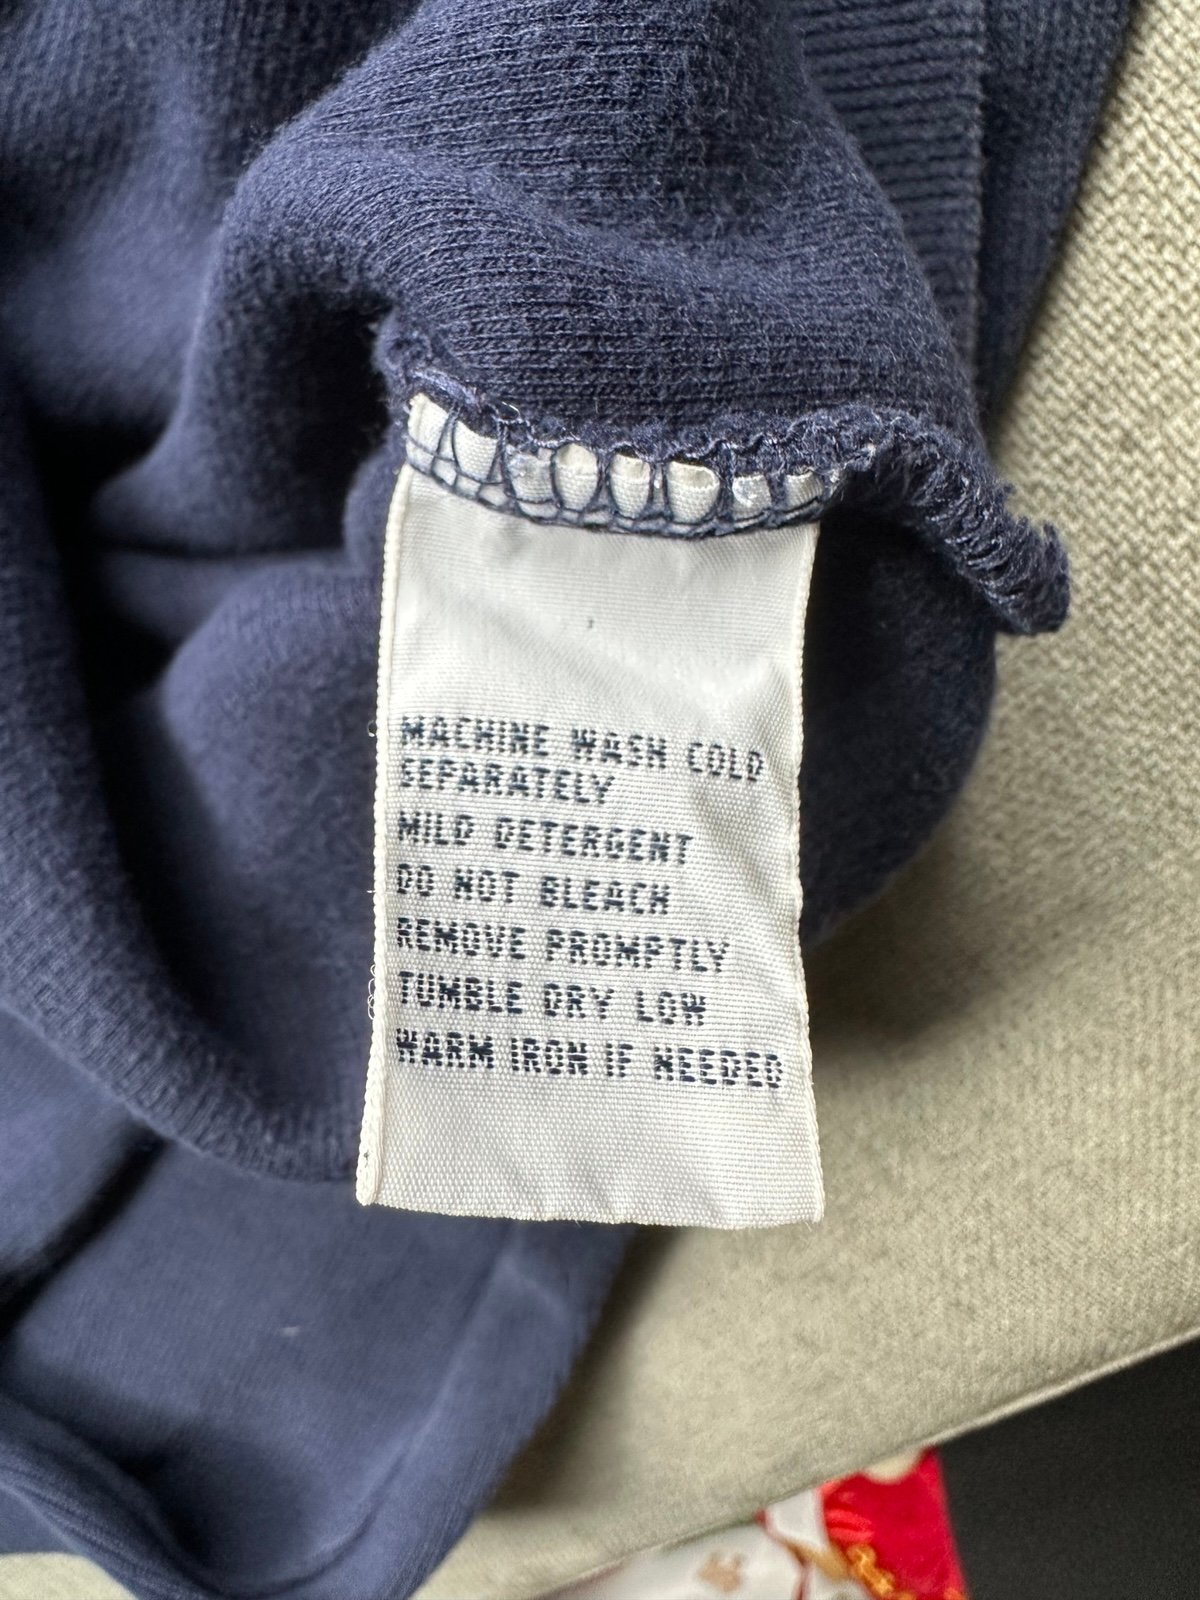 MACHINE WASH COLD
SEPARATELY
MILD DETERGENT
DO NOT BLEACH
REMOVE PROMPTLY
TUMBLE DRY LOW
WARM IRON IF NEEDED